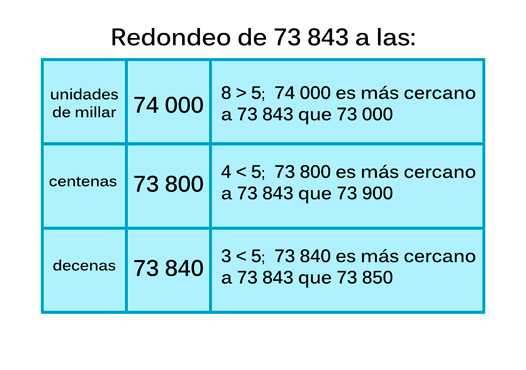 Redondeo de 73 843 a las:
unidades
de millar
74 000
8 > 5; 74 000 es más cercano
a 73 843 que 73 000
centenas
73 800
4 < 5; 73 800 es más cercano
a 73 843 que 73 900
decenas
73 840
3 < 5; 73 840 es más cercano
a 73 843 que 73 850